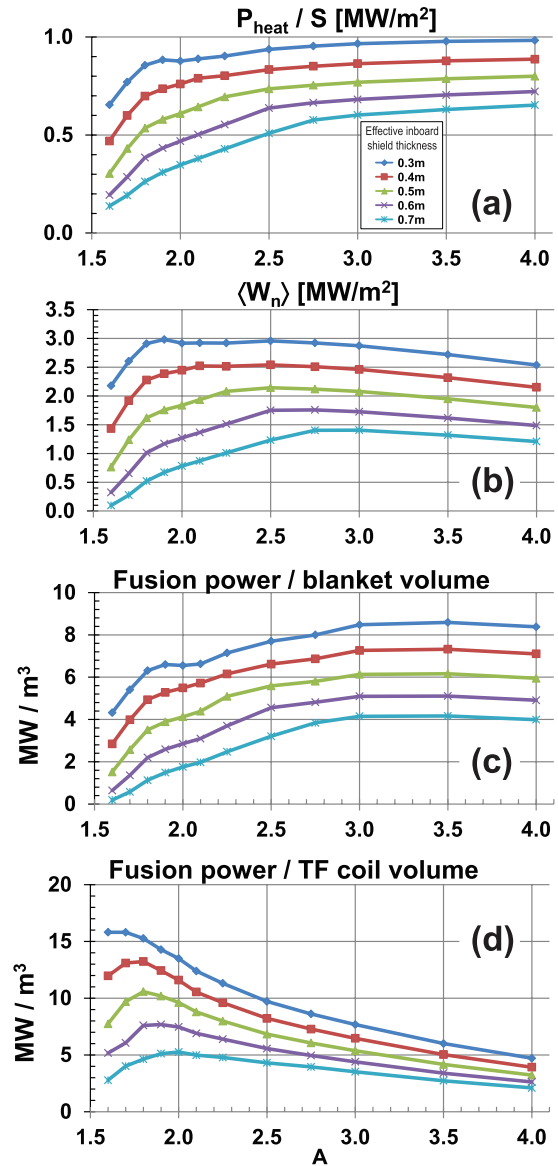 P_heat / S [MW/m²]
1.0
0.5
0.0
Effective inboard
shield thickness
0.3m
0.4m
0.5m
0.6m
0.7m
(a)
1.5 2.0 2.5 3.0 3.5 4.0
⟨W_n⟩ [MW/m²]
3.5
3.0
2.5
2.0
1.5
1.0
0.5
0.0
(b)
1.5 2.0 2.5 3.0 3.5 4.0
Fusion power / blanket volume
MW / m³
10
8
6
4
2
0
(c)
1.5 2.0 2.5 3.0 3.5 4.0
Fusion power / TF coil volume
MW / m³
20
15
10
5
0
(d)
1.5 2.0 2.5 3.0 3.5 4.0
A